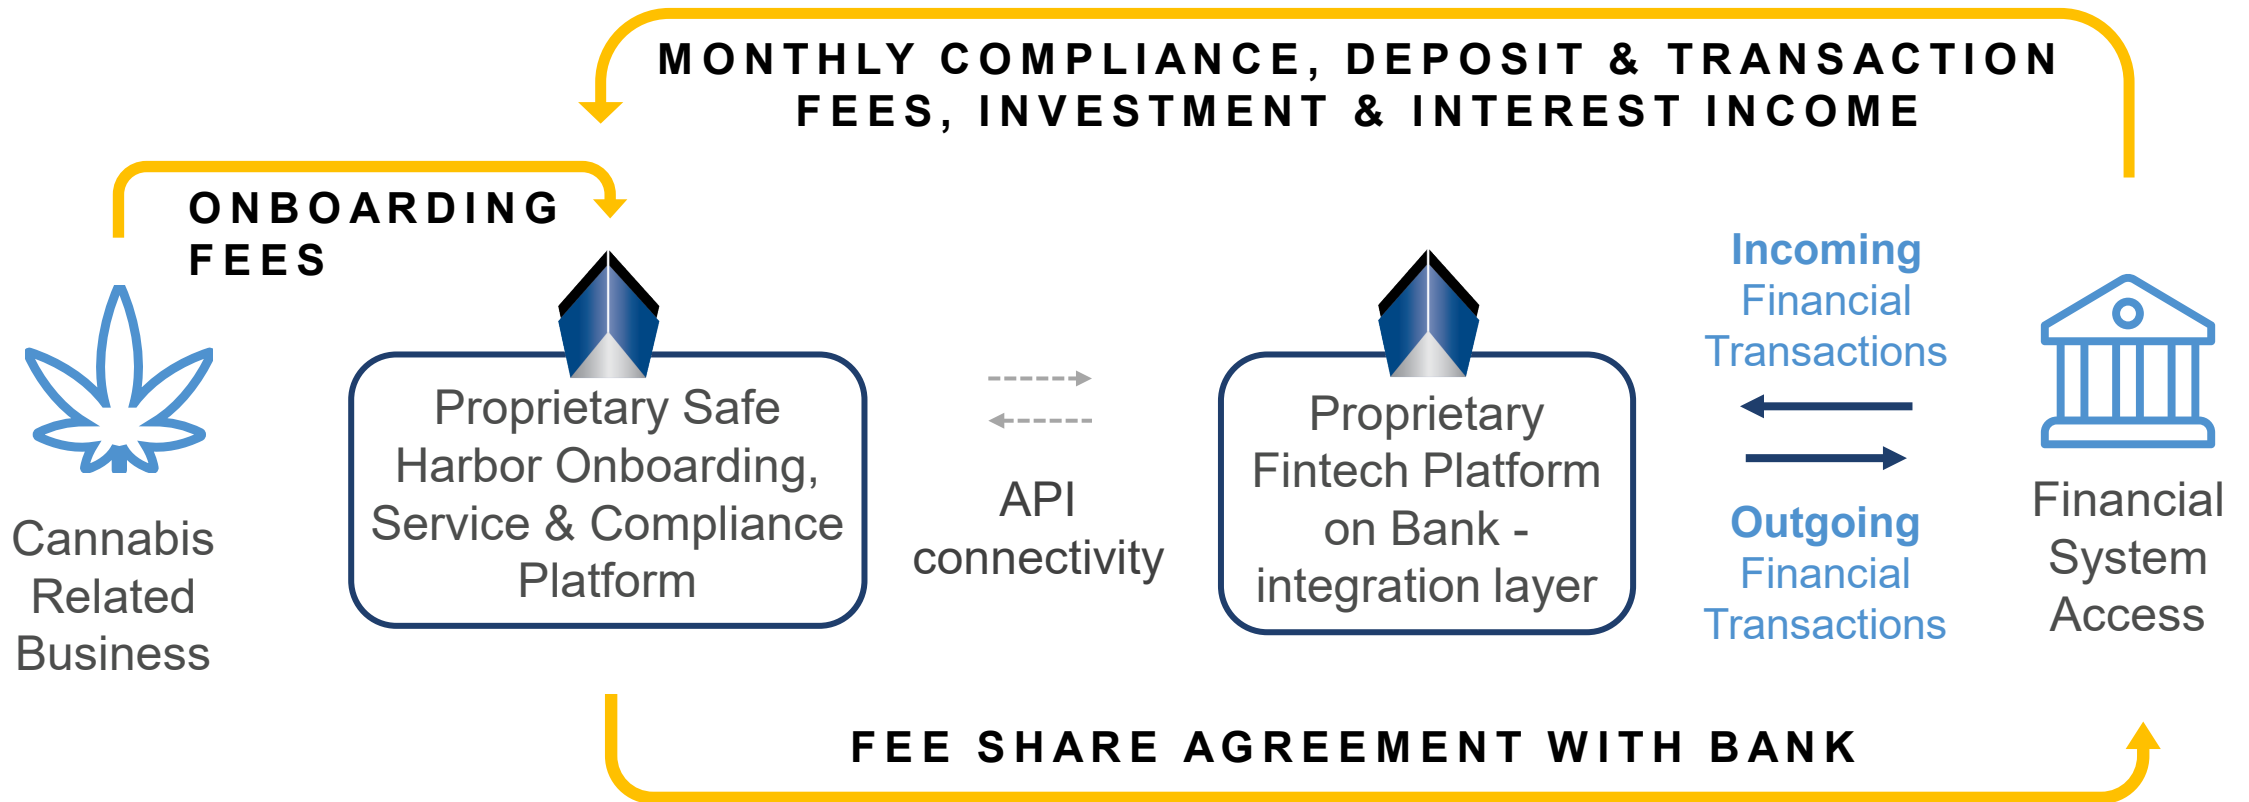 MONTHLY COMPLIANCE, DEPOSIT & TRANSACTION
FEES, INVESTMENT & INTEREST INCOME
ONBOARDING
FEES
Cannabis
Related
Business
Proprietary Safe
Harbor Onboarding,
Service & Compliance
Platform
API
connectivity
Proprietary
Fintech Platform
on Bank -
integration layer
Incoming
Financial
Transactions
Outgoing
Financial
Transactions
Financial
System
Access
FEE SHARE AGREEMENT WITH BANK